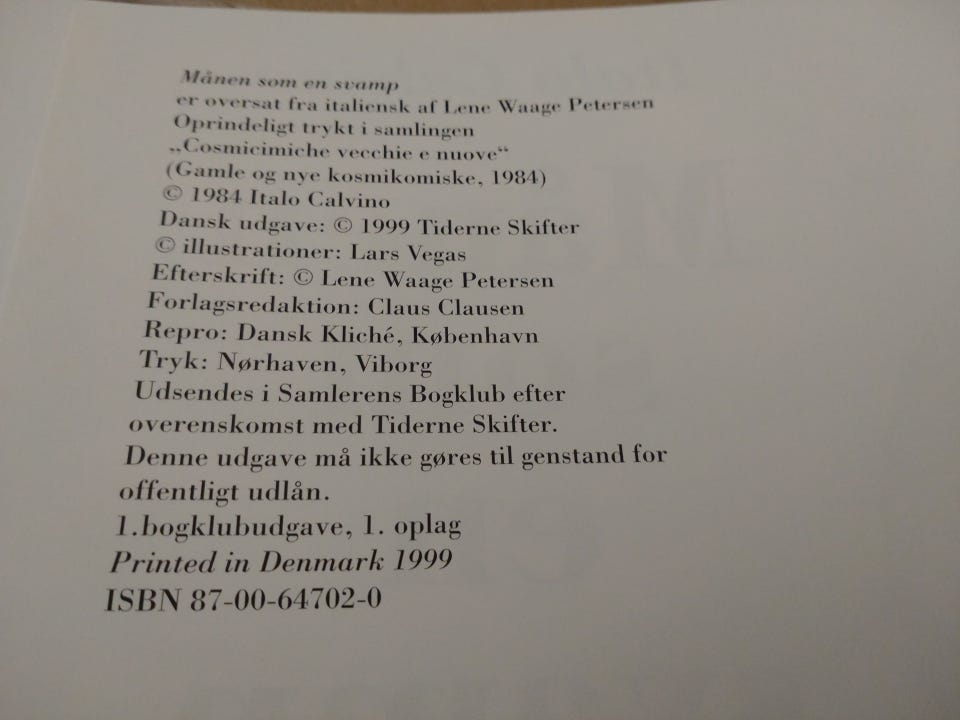 Månen som en svamp
er oversat fra italiensk af Lene Waage Petersen
Oprindeligt trykt i samlingen
„Cosmicimiche vecchie e nuove“
(Gamle og nye kosmikomiske, 1984)
© 1984 Italo Calvino
Dansk udgave: © 1999 Tiderne Skifter
© illustrationer: Lars Vegas
Efterskrift: © Lene Waage Petersen
Forlagsredaktion: Claus Clausen
Repro: Dansk Kliché, København
Tryk: Nørhaven, Viborg
Udsendes i Samlerens Bogklub efter
overenskomst med Tiderne Skifter.
Denne udgave må ikke gøres til genstand for
offentligt udlån.
1.bogklubudgave, 1. oplag
Printed in Denmark 1999
ISBN 87-00-64702-0